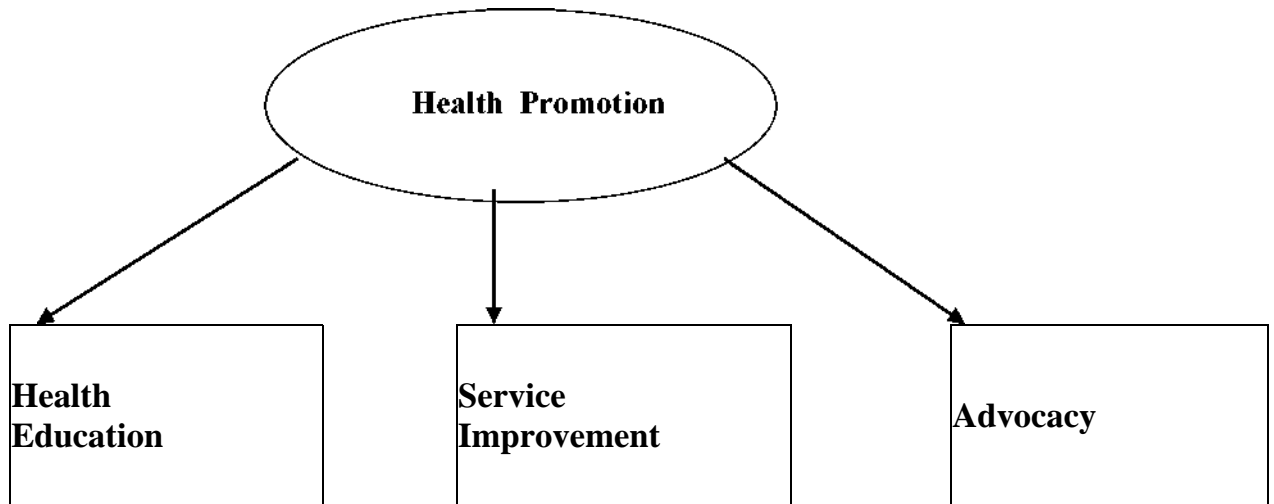 Health Promotion
Health
Education
Service
Improvement
Advocacy